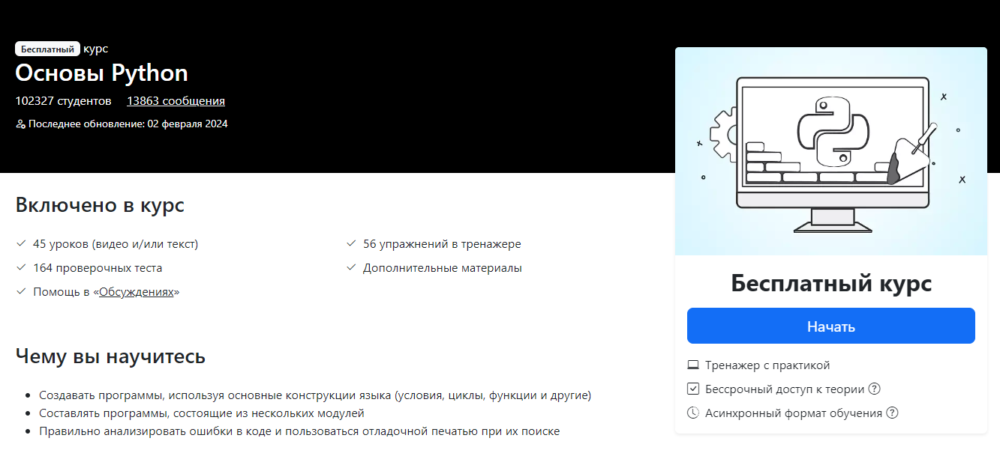 Бесплатный курс
Основы Python
102327 студентов 13863 сообщения
Последнее обновление: 02 февраля 2024
Включено в курс
45 уроков (видео и/или текст)
56 упражнений в тренажере
164 проверочных теста
Дополнительные материалы
Помощь в «Обсуждениях»
Чему вы научитесь
Создавать программы, используя основные конструкции языка (условия, циклы, функции и другие)
Составлять программы, состоящие из нескольких модулей
Правильно анализировать ошибки в коде и пользоваться отладочной печатью при их поиске
Бесплатный курс
Начать
Тренажер с практикой
Бессрочный доступ к теории
Асинхронный формат обучения